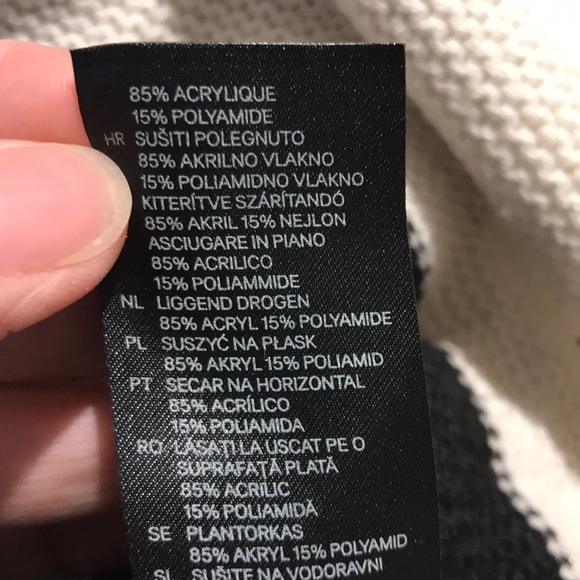 85% ACRYLIQUE
15% POLYAMIDE
HR SUŠITI POLEGNUTO
85% AKRILNO VLAKNO
15% POLIAMIDNO VLAKNO
KITERÍTVE SZÁRÍTANDÓ
85% AKRIL 15% NEJLON
ASCIUGARE IN PIANO
85% ACRILICO
15% POLIAMMIDE
NL LIGGEND DROGEN
85% ACRYL 15% POLYAMIDE
PL SUSZYĆ NA PŁASK
85% AKRYL 15% POLIAMID
PT SECAR NA HORIZONTAL
85% ACRÍLICO
15% POLIAMIDA
RO LĂSAȚI LA USCAT PE O
SUPRAFAȚĂ PLATĂ
85% ACRILIC
15% POLIAMIDĂ
SE PLANTORKAS
85% AKRYL 15% POLYAMID
SI SUŠITE NA VODORAVNI